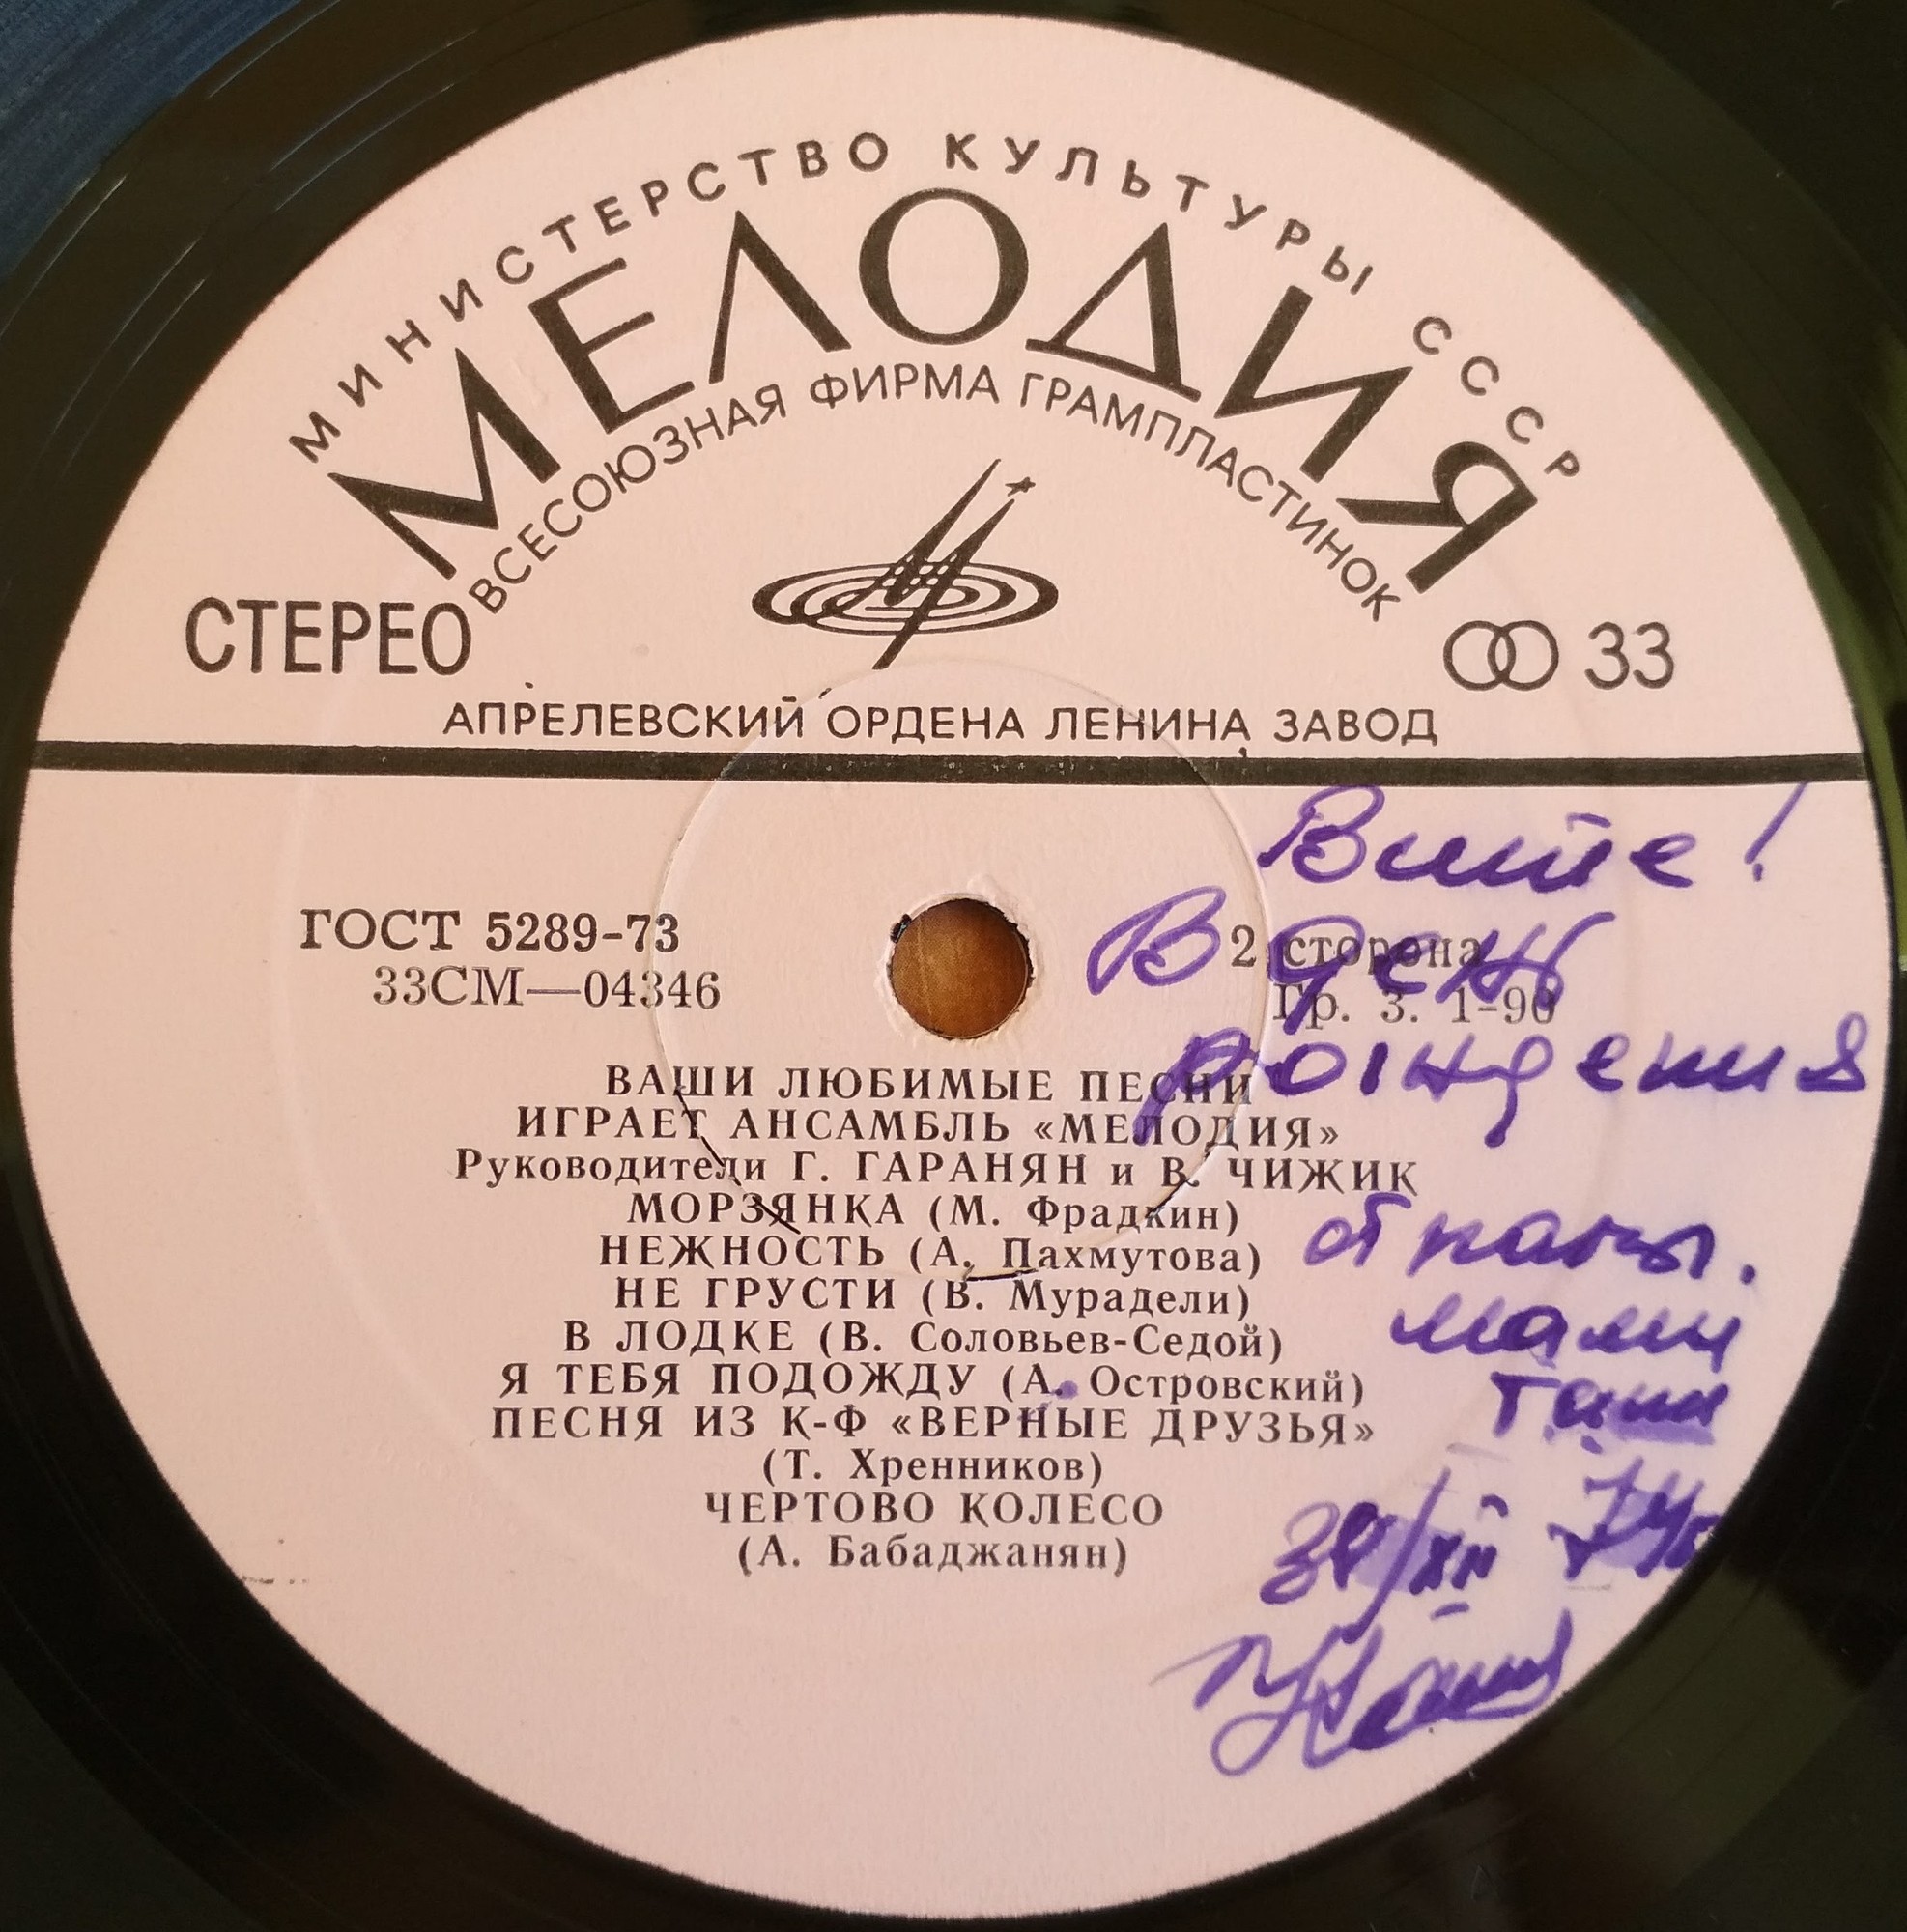 МИНИСТЕРСТВО КУЛЬТУРЫ СССР
МЕЛОДИЯ
ВСЕСОЮЗНАЯ ФИРМА ГРАМПЛАСТИНОК
СТЕРЕО
33
АПРЕЛЕВСКИЙ ОРДЕНА ЛЕНИНА ЗАВОД
Вите!
ГОСТ 5289-73
2 сторона
В день
33СМ—04346
Гр. 3. 1-90
рождения
ВАШИ ЛЮБИМЫЕ ПЕСНИ
ИГРАЕТ АНСАМБЛЬ «МЕЛОДИЯ»
Руководители Г. ГАРАНЯН и В. ЧИЖИК
МОРЗЯНКА (М. Фрадкин)
от папы.
НЕЖНОСТЬ (А. Пахмутова)
НЕ ГРУСТИ (В. Мурадели)
мамы
В ЛОДКЕ (В. Соловьев-Седой)
Я ТЕБЯ ПОДОЖДУ (А. Островский)
Тани
ПЕСНЯ ИЗ К-Ф «ВЕРНЫЕ ДРУЗЬЯ»
(Т. Хренников)
ЧЕРТОВО КОЛЕСО
(А. Бабаджанян)